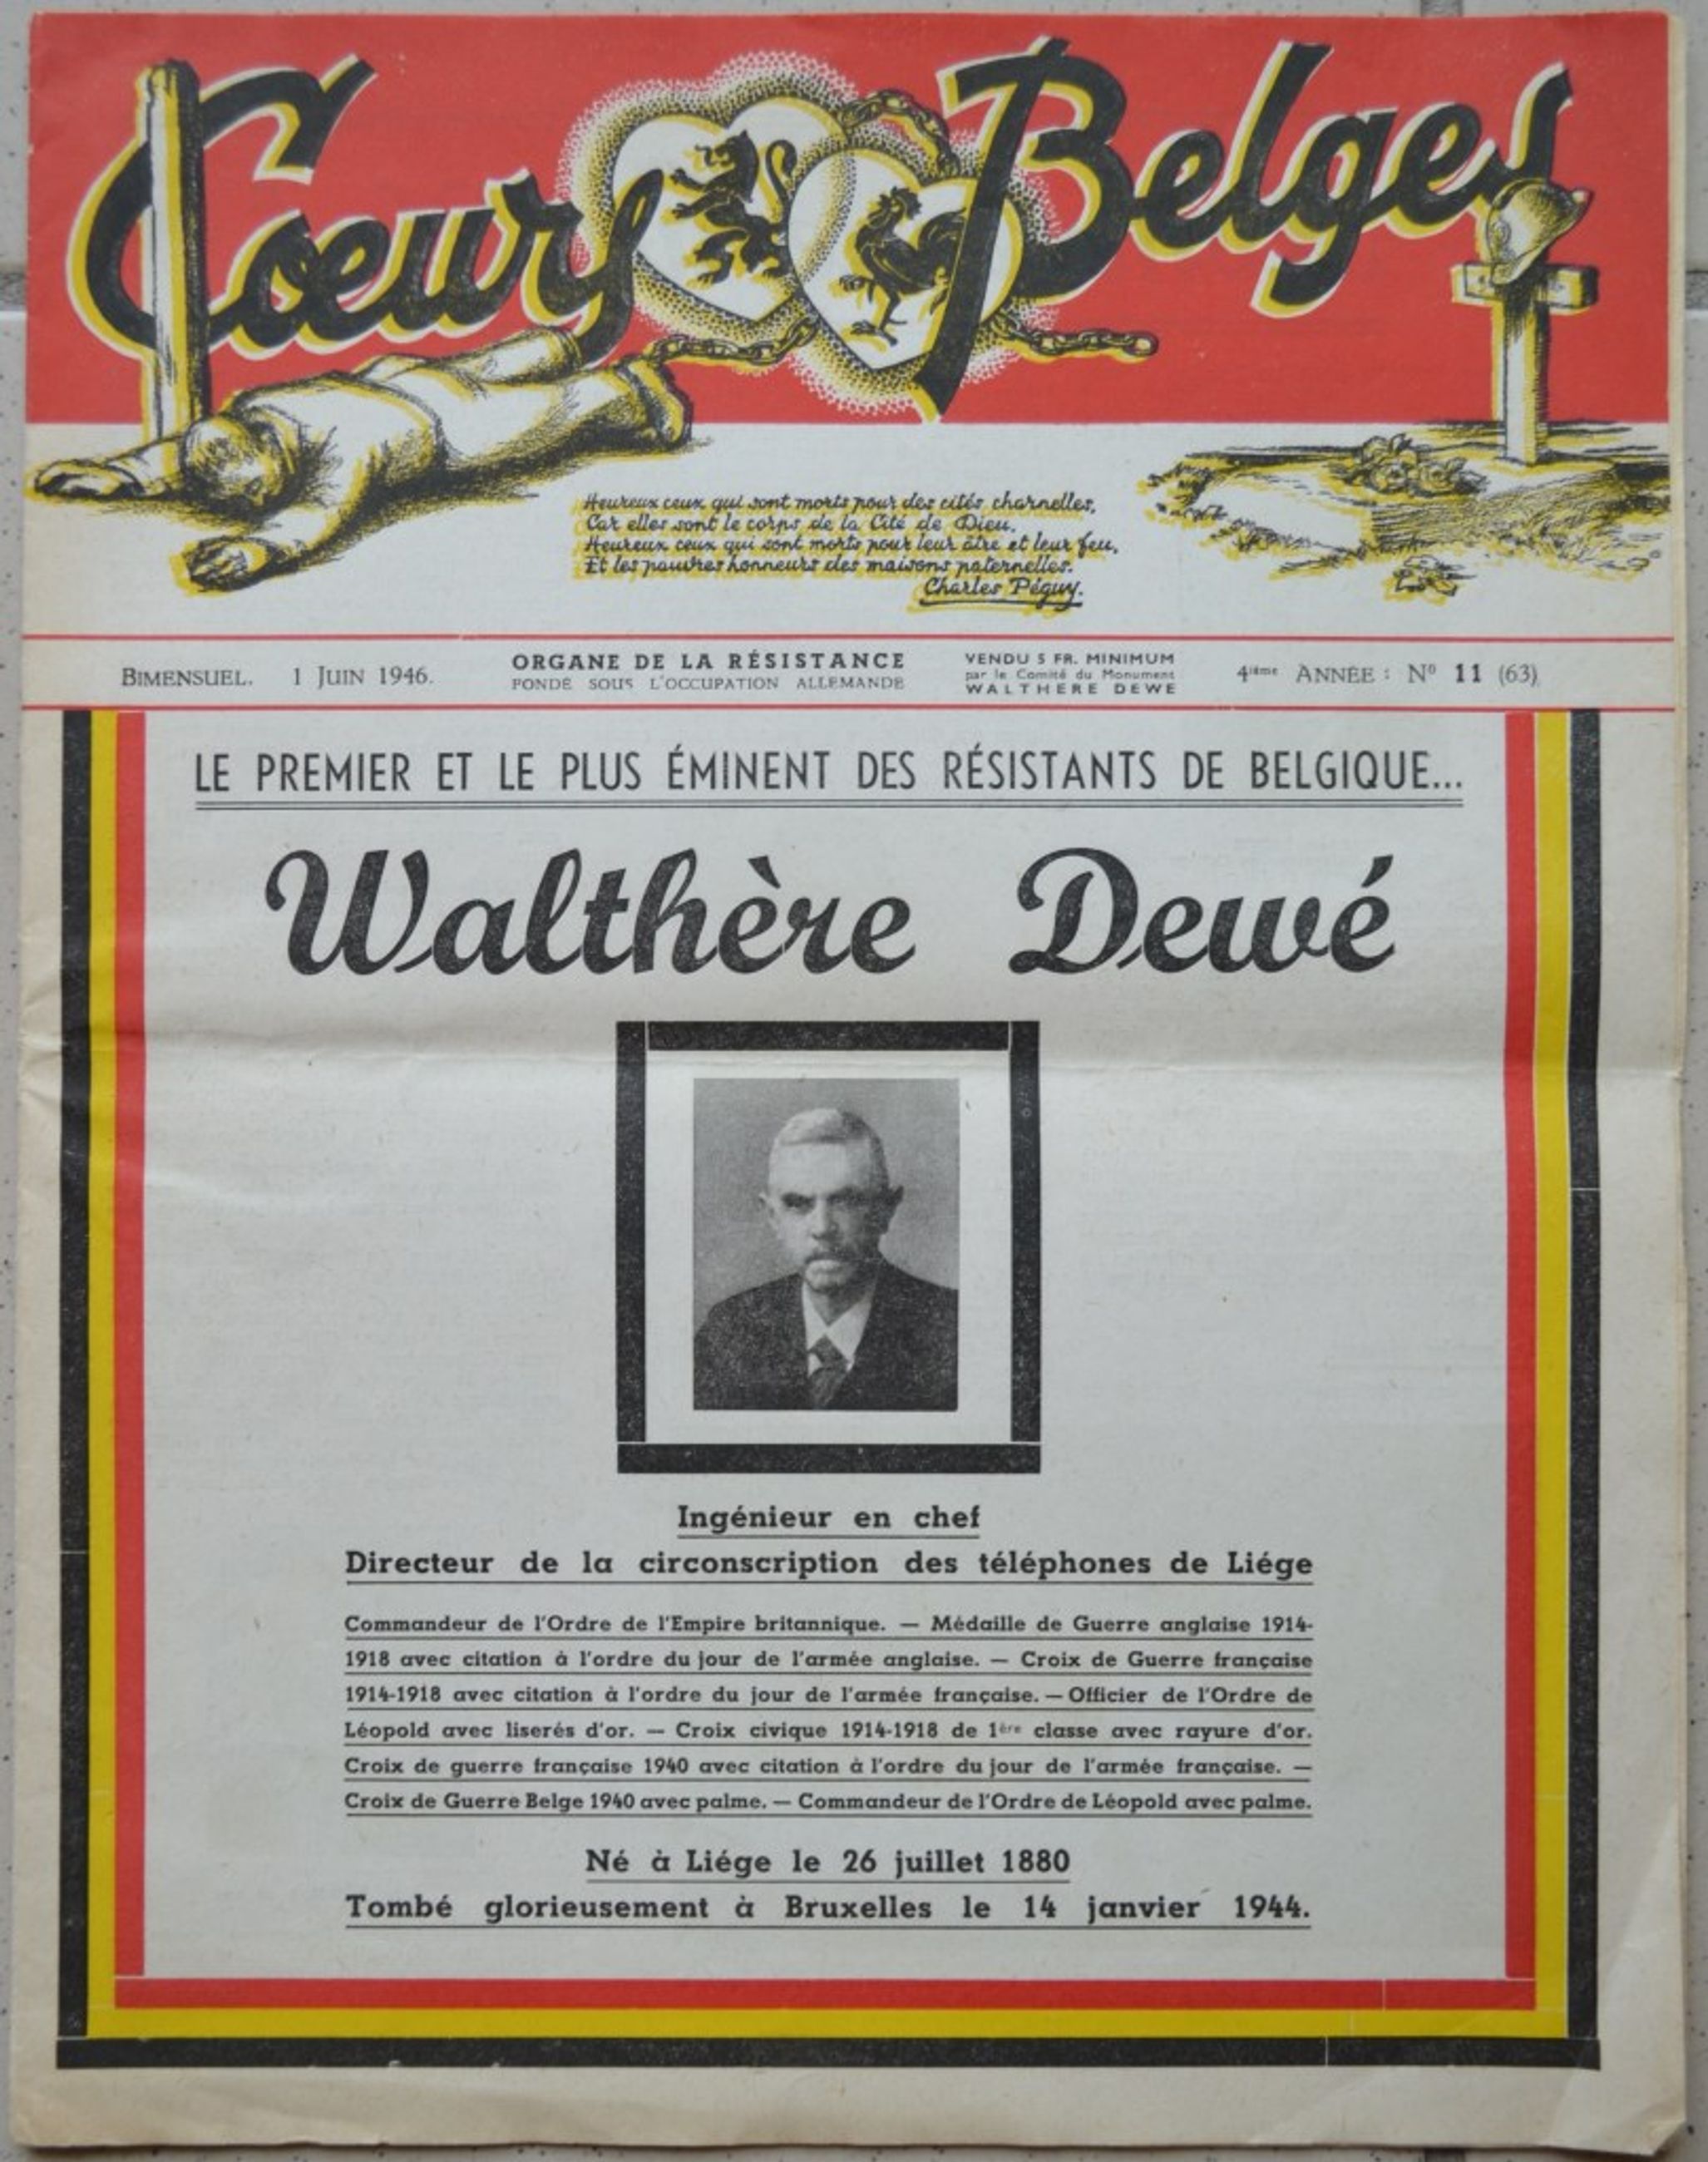 Cœurs Belges
Heureux ceux qui sont morts pour des cités charnelles,
Car elles sont le corps de la Cité de Dieu.
Heureux ceux qui sont morts pour leur âtre et leur feu,
Et les pauvres honneurs des maisons paternelles.
Charles Péguy.
BIMENSUEL. 1 JUIN 1946.
ORGANE DE LA RÉSISTANCE
FONDÉ SOUS L'OCCUPATION ALLEMANDE
VENDU 5 FR. MINIMUM
par le Comité du Monument
WALTHERE DEWE
4ième ANNÉE : N° 11 (63)
LE PREMIER ET LE PLUS ÉMINENT DES RÉSISTANTS DE BELGIQUE...
Walthère Dewé
Ingénieur en chef
Directeur de la circonscription des téléphones de Liége
Commandeur de l'Ordre de l'Empire britannique. — Médaille de Guerre anglaise 1914-
1918 avec citation à l'ordre du jour de l'armée anglaise. — Croix de Guerre française
1914-1918 avec citation à l'ordre du jour de l'armée française. — Officier de l'Ordre de
Léopold avec liserés d'or. — Croix civique 1914-1918 de 1ère classe avec rayure d'or.
Croix de guerre française 1940 avec citation à l'ordre du jour de l'armée française. —
Croix de Guerre Belge 1940 avec palme. — Commandeur de l'Ordre de Léopold avec palme.
Né à Liége le 26 juillet 1880
Tombé glorieusement à Bruxelles le 14 janvier 1944.